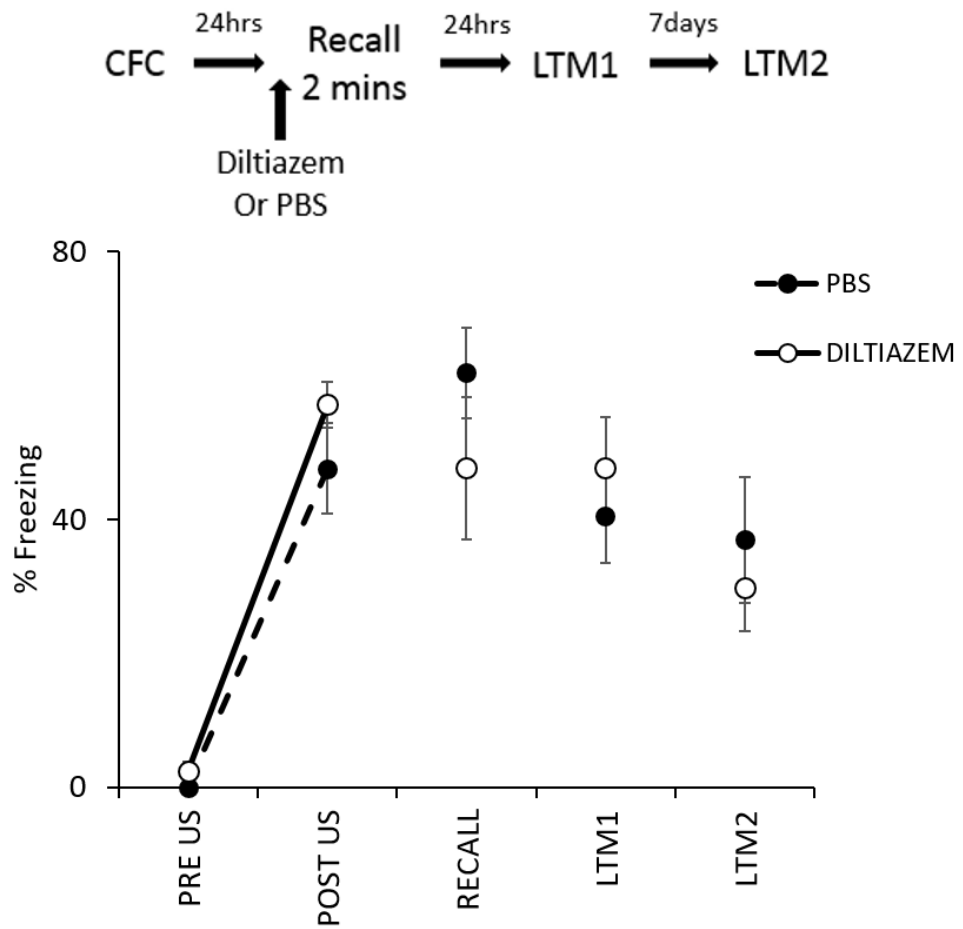 24hrs
24hrs
7days
CFC
Recall
2 mins
LTM1
LTM2
Diltiazem
Or PBS
80
40
0
% Freezing
PBS
DILTIAZEM
PRE US
POST US
RECALL
LTM1
LTM2